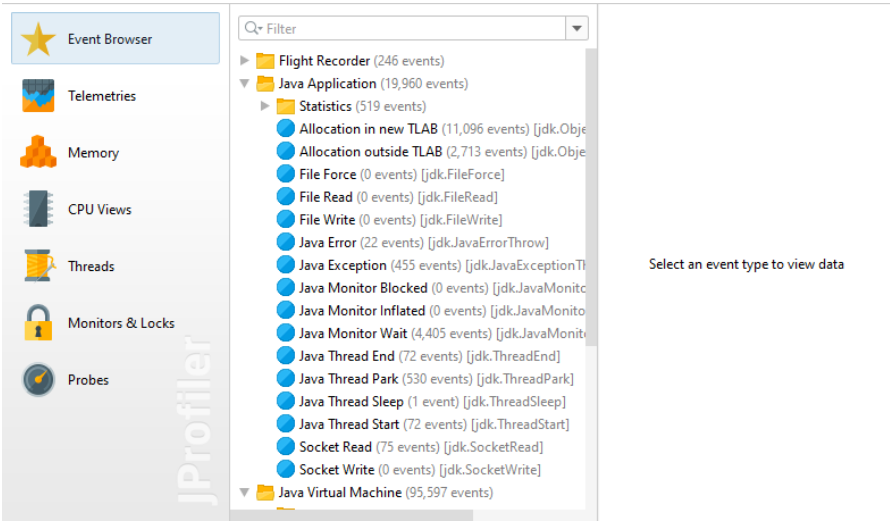 Event Browser
Telemetries
Memory
CPU Views
Threads
Monitors & Locks
Probes
JProfiler
Filter
Flight Recorder (246 events)
Java Application (19,960 events)
Statistics (519 events)
Allocation in new TLAB (11,096 events) [jdk.Obje
Allocation outside TLAB (2,713 events) [jdk.Obje
File Force (0 events) [jdk.FileForce]
File Read (0 events) [jdk.FileRead]
File Write (0 events) [jdk.FileWrite]
Java Error (22 events) [jdk.JavaErrorThrow]
Java Exception (455 events) [jdk.JavaExceptionTh
Java Monitor Blocked (0 events) [jdk.JavaMonitc
Java Monitor Inflated (0 events) [jdk.JavaMonito
Java Monitor Wait (4,405 events) [jdk.JavaMonit
Java Thread End (72 events) [jdk.ThreadEnd]
Java Thread Park (530 events) [jdk.ThreadPark]
Java Thread Sleep (1 event) [jdk.ThreadSleep]
Java Thread Start (72 events) [jdk.ThreadStart]
Socket Read (75 events) [jdk.SocketRead]
Socket Write (0 events) [jdk.SocketWrite]
Java Virtual Machine (95,597 events)
Select an event type to view data